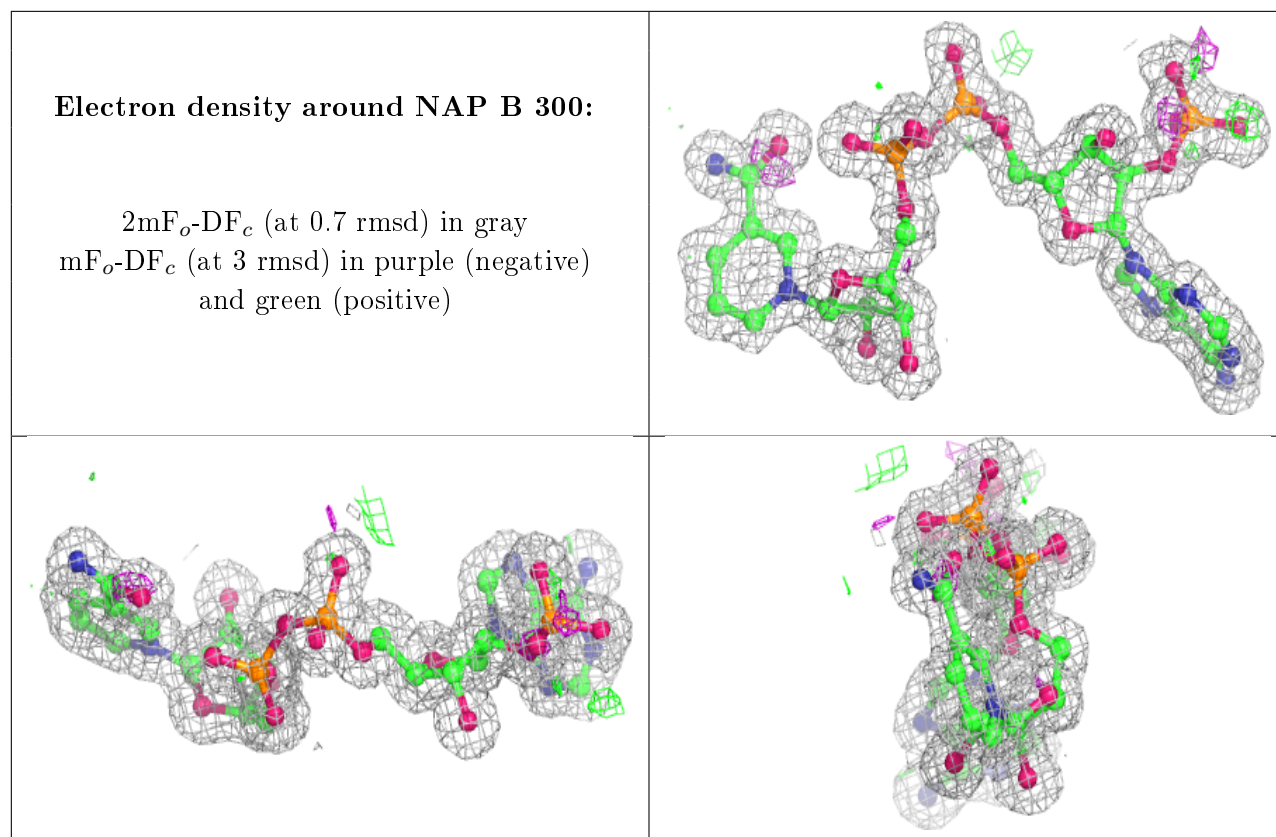 Electron density around NAP B 300:
2mFₒ-DF𝒸 (at 0.7 rmsd) in gray
mFₒ-DF𝒸 (at 3 rmsd) in purple (negative)
and green (positive)